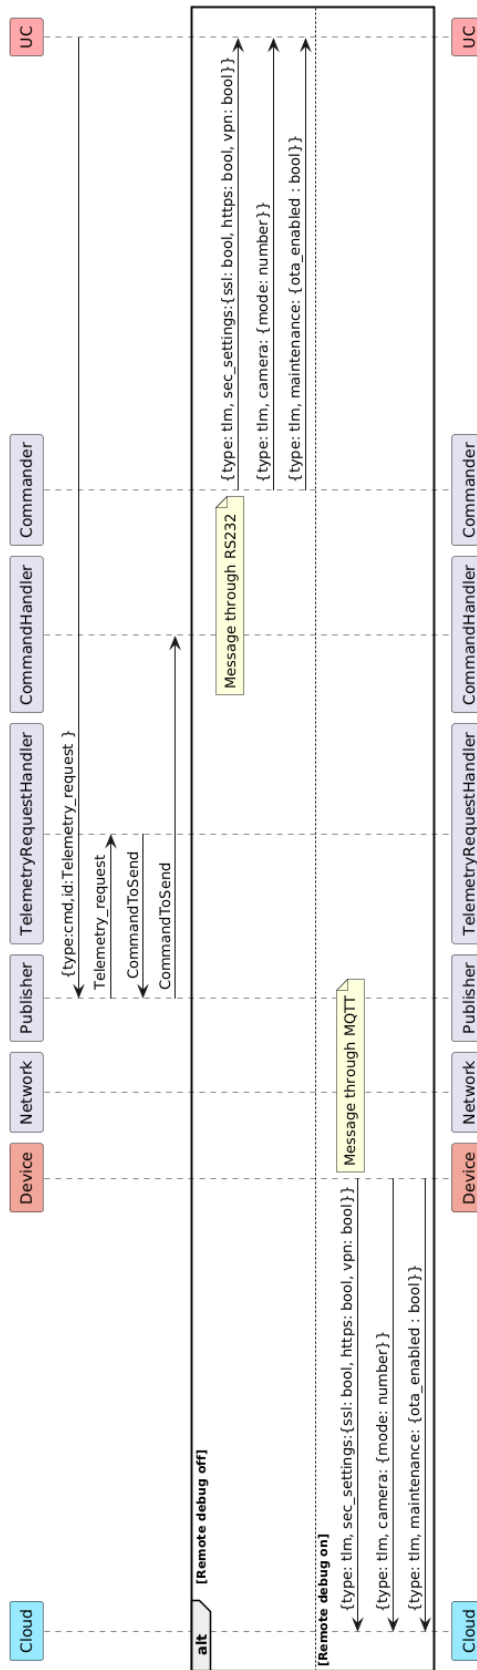 Cloud
Device
Network
Publisher
TelemetryRequestHandler
CommandHandler
Commander
UC
{type:cmd,id:Telemetry_request }
Telemetry_request
CommandToSend
CommandToSend
alt
[Remote debug off]
Message through RS232
{type: tlm, sec_settings:{ssl: bool, https: bool, vpn: bool}}
{type: tlm, camera: {mode: number}}
{type: tlm, maintenance: {ota_enabled : bool}}
[Remote debug on]
Message through MQTT
{type: tlm, sec_settings:{ssl: bool, https: bool, vpn: bool}}
{type: tlm, camera: {mode: number}}
{type: tlm, maintenance: {ota_enabled : bool}}
Cloud
Device
Network
Publisher
TelemetryRequestHandler
CommandHandler
Commander
UC